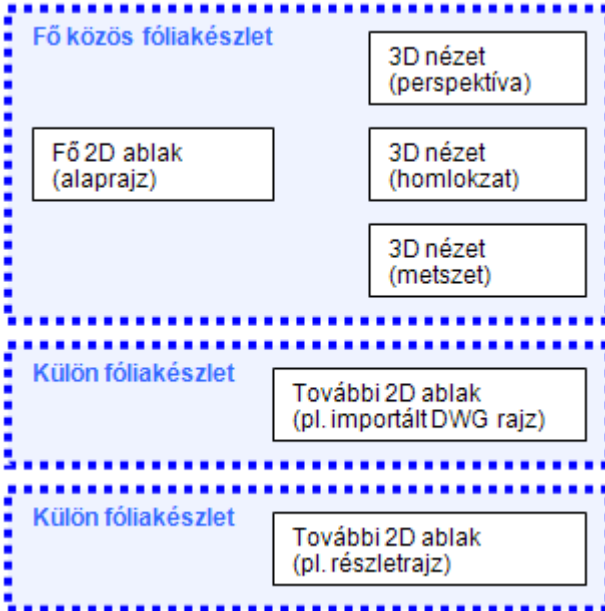 Fő közös fóliakészlet
3D nézet
(perspektíva)
Fő 2D ablak
(alaprajz)
3D nézet
(homlokzat)
3D nézet
(metszet)
Külön fóliakészlet
További 2D ablak
(pl. importált DWG rajz)
Külön fóliakészlet
További 2D ablak
(pl. részletrajz)